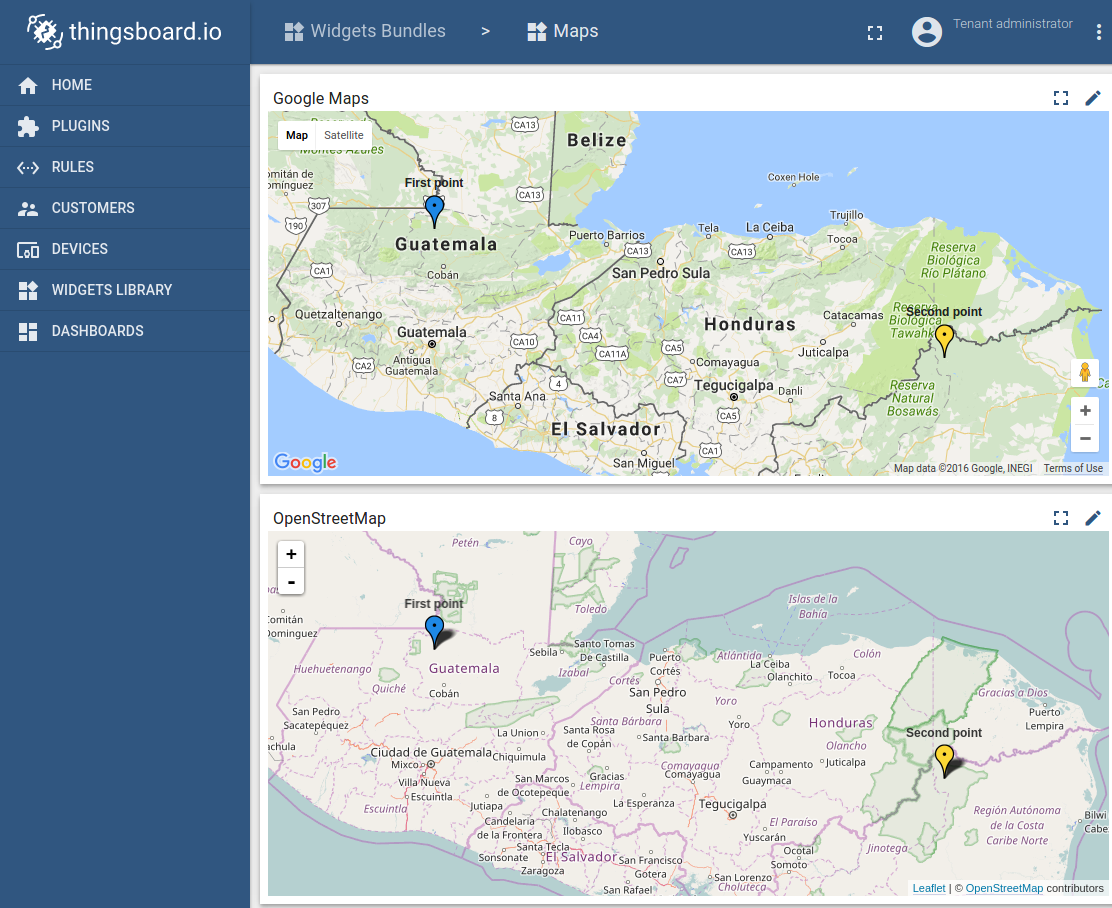 thingsboard.io
Widgets Bundles > Maps
Tenant administrator
HOME
PLUGINS
RULES
CUSTOMERS
DEVICES
WIDGETS LIBRARY
DASHBOARDS
Google Maps
Map Satellite
Montes Azules
CA13
Belize
omitán de
omínguez
First point
CA13
Coxen Hole
307
190
Guatemala
Puerto Barrios
CA13
Tela
La Ceiba
CA13
Trujillo
Tocoa
Reserva
Biológica
Río Plátano
CA1
Cobán
San Pedro Sula
Quetzaltenango
CA11
Honduras
Catacamas
Reserva
Biológica
Tawahk
Second point
Guatemala
CA10
CA4
CA11A
CA5
Comayagua
Juticalpa
Antigua
Guatemala
CA2
4
CA7
Tegucigalpa
Danli
Santa Ana
Reserva
Natural
Bosawás
8
CA5
El Salvador
CA1
San Miguel
+
−
Google
Map data ©2016 Google, INEGI Terms of Use
OpenStreetMap
+
-
Petén
Cayo
First point
Toledo
Islas de la
Bahía
Comitán
Dominguez
Huehuetenango
Guatemala
Sebila
Santo Tomas
De Castilla
Izabal
Puerto
Cortés
Cortés
Atlántida
La Ceiba
Olanchito
Colón
Tocoa
Quiché
Cobán
San Pedro
Sula
Yoro
Gracias a Dios
San Pedro
Sacatepéquez
Santa Bárbara
Santa Rosa
de Copán
Santa Barbara
Yoro
Honduras
Puerto
Lempira
La Union
Second point
achula
Ciudad de Guatemala
Mixco
Chiquimula
Olancho
Comayagua
Comayagua
Campamento
Guaymaca
Juticalpa
Villa Nueva
Escuintla
San Marcos
de Ocotepeque
Gracias
Lempira
Escuintla
Jutiapa
Chalatenango
La Esperanza
Tegucigalpa
Candelaria
de la Frontera
Ilobasco
El Paraíso
Yuscarán
Región Autónoma
de la Costa
Caribe Norte
Bilwi
Cabe
Santa Tecla
Sonsonate
El Salvador
San Francisco
Gotera
Ocotal
Somoto
Jinotega
Zaragoza
San Rafael
San Lorenzo
Choluteca
Leaflet | © OpenStreetMap contributors